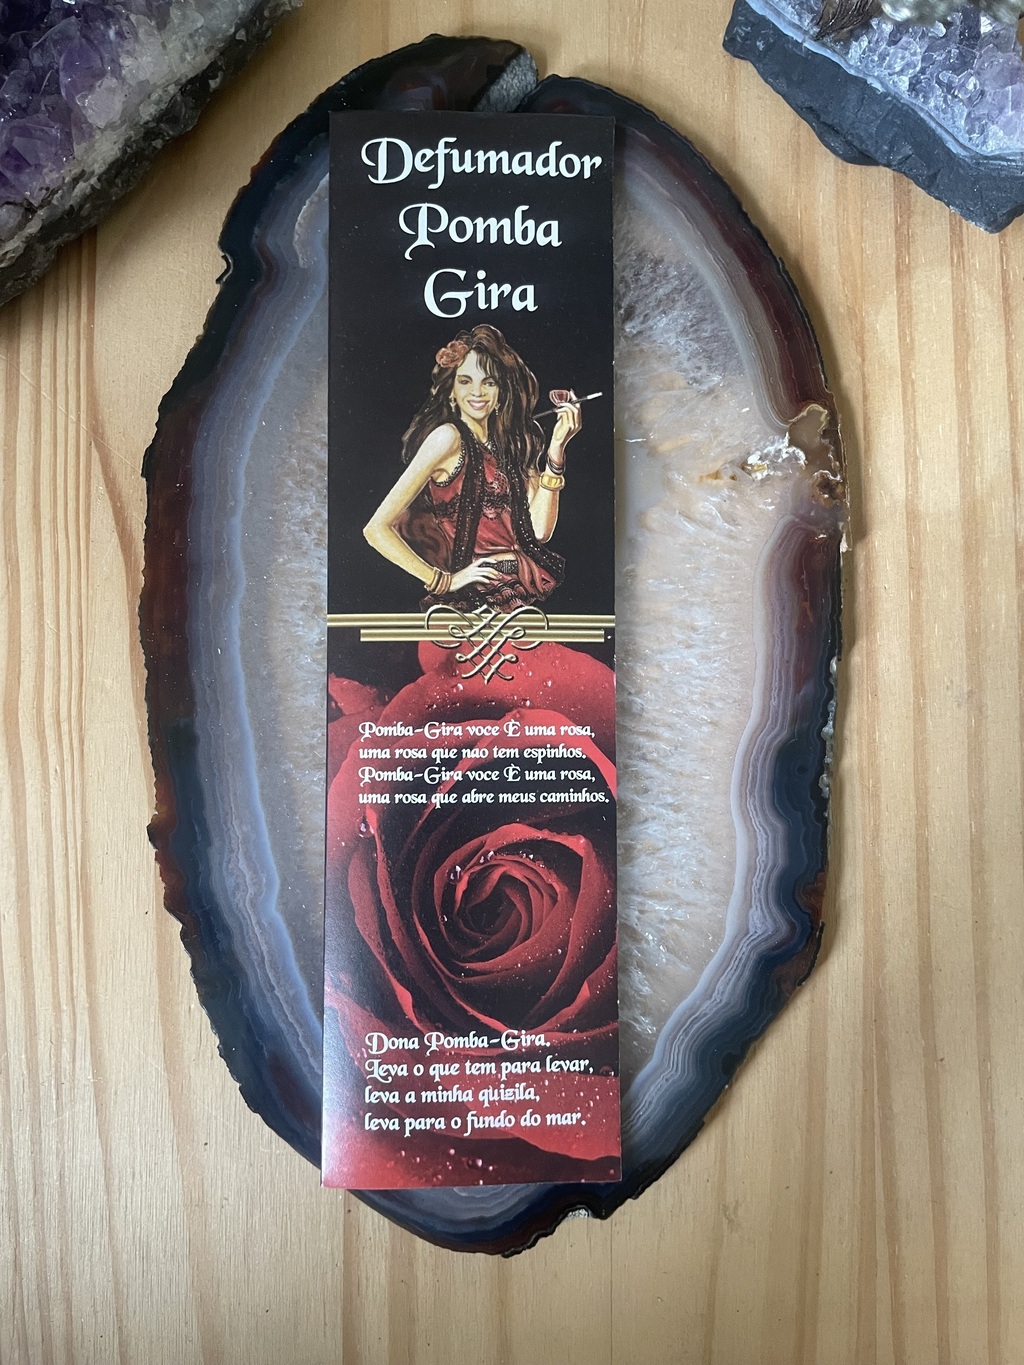 Defumador
Pomba
Gira
Pomba-Gira voce È uma rosa,
uma rosa que nao tem espinhos.
Pomba-Gira voce È uma rosa,
uma rosa que abre meus caminhos.
Dona Pomba-Gira.
Leva o que tem para levar,
leva a minha quizila,
leva para o fundo do mar.